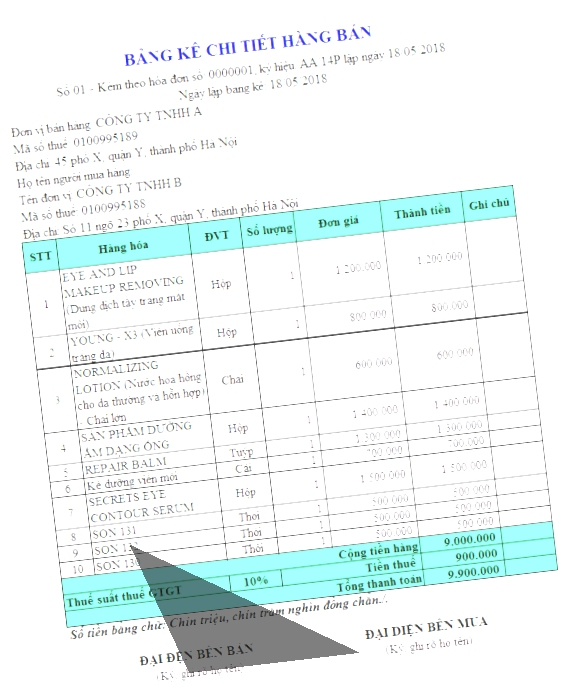 BẢNG KÊ CHI TIẾT HÀNG BÁN
Số 01 - Kèm theo hóa đơn số 0000001, ký hiệu AA 14P lập ngày 18 05 2018
Ngày lập bảng kê 18 05 2018
Đơn vị bán hàng CÔNG TY TNHH A
Mã số thuế 0100995189
Địa chỉ 45 phố X, quận Y, thành phố Hà Nội
Họ tên người mua hàng
Tên đơn vị CÔNG TY TNHH B
Mã số thuế 0100995188
Địa chỉ Số 11 ngõ 23 phố X, quận Y, thành phố Hà Nội
STT Hàng hóa ĐVT Số lượng Đơn giá Thành tiền Ghi chú
1 EYE AND LIP MAKEUP REMOVING (Dung dịch tẩy trang mắt môi) Hộp 1 1 200.000 1 200 000
2 YOUNG - X3 (Viên uống trắng da) Hộp 1 800.000 800.000
3 NORMALIZING LOTION (Nước hoa hồng cho da thường và hỗn hợp) Chai lớn Chai 1 600 000 600 000
4 SẢN PHẨM DƯỠNG ẨM DẠNG ỐNG Hộp 1 1 400 000 1 400 000
5 REPAIR BALM Tuýp 1 1 300 000 1 300 000
6 Kẻ dưỡng viền môi Cái 1 700 000 700 000
7 SECRETS EYE CONTOUR SERUM Hộp 1 1 500 000 1 500 000
8 SON 131 Thỏi 1 500 000 500 000
9 SON Thỏi 1 500 000 500 000
10 SON Thỏi 1 500 000 500 000
Cộng tiền hàng 9.000.000
Thuế suất thuế GTGT 10% Tiền thuế 900.000
Tổng thanh toán 9.900.000
Số tiền bằng chữ: Chín triệu, chín trăm nghìn đồng chẵn./.
ĐẠI DIỆN BÊN BÁN ĐẠI DIỆN BÊN MUA
(Ký, ghi rõ họ tên) (Ký, ghi rõ họ tên)